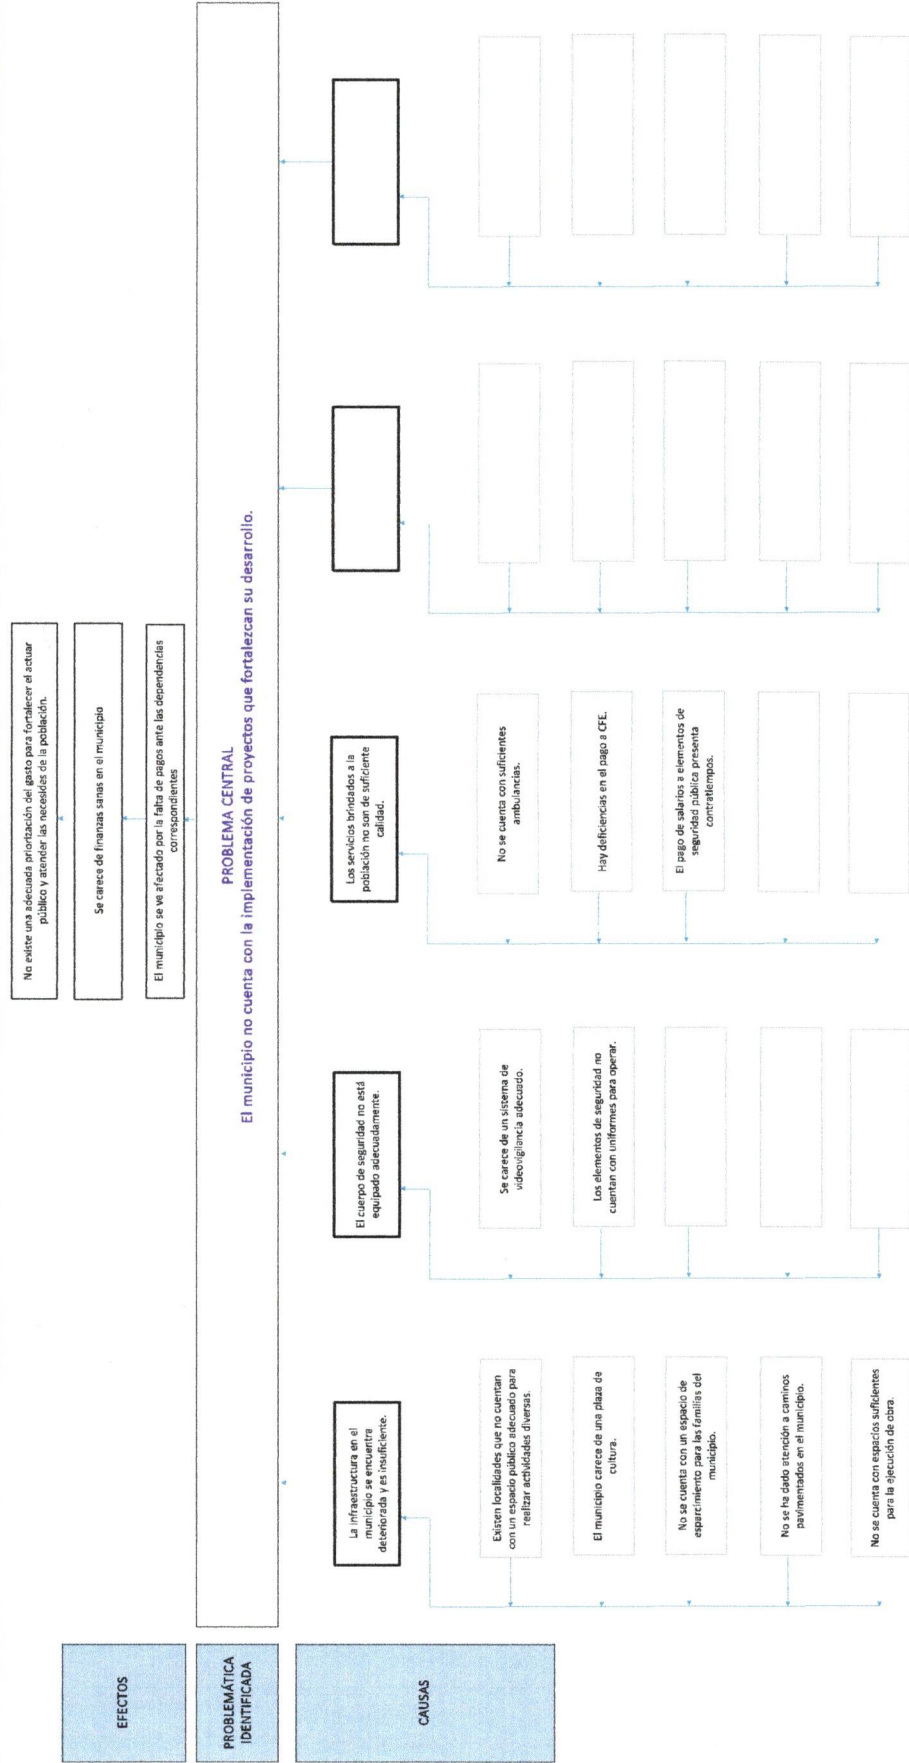 EFECTOS
No existe una adecuada priorización del gasto para fortalecer el actuar
público y atender las necesides de la población.
Se carece de finanzas sanas en el municipio
El municipio se ve afectado por la falta de pagos ante las dependencias
correspondientes
PROBLEMÁTICA
IDENTIFICADA
PROBLEMA CENTRAL
El municipio no cuenta con la implementación de proyectos que fortalezcan su desarrollo.
CAUSAS
La infraestructura en el
municipio se encuentra
deteriorada y es insuficiente.
Existen localidades que no cuentan
con un espacio público adecuado para
realizar actividades diversas.
El municipio carece de una plaza de
cultura.
No se cuenta con un espacio de
esparcimiento para las familias del
municipio.
No se ha dado atención a caminos
pavimentados en el municipio.
No se cuenta con espacios suficientes
para la ejecución de obra.
El cuerpo de seguridad no está
equipado adecuadamente.
Se carece de un sistema de
videovigilancia adecuado.
Los elementos de seguridad no
cuentan con uniformes para operar.
Los servicios brindados a la
población no son de suficiente
calidad.
No se cuenta con suficientes
ambulancias.
Hay deficiencias en el pago a CFE.
El pago de salarios a elementos de
seguridad pública presenta
contratiempos.